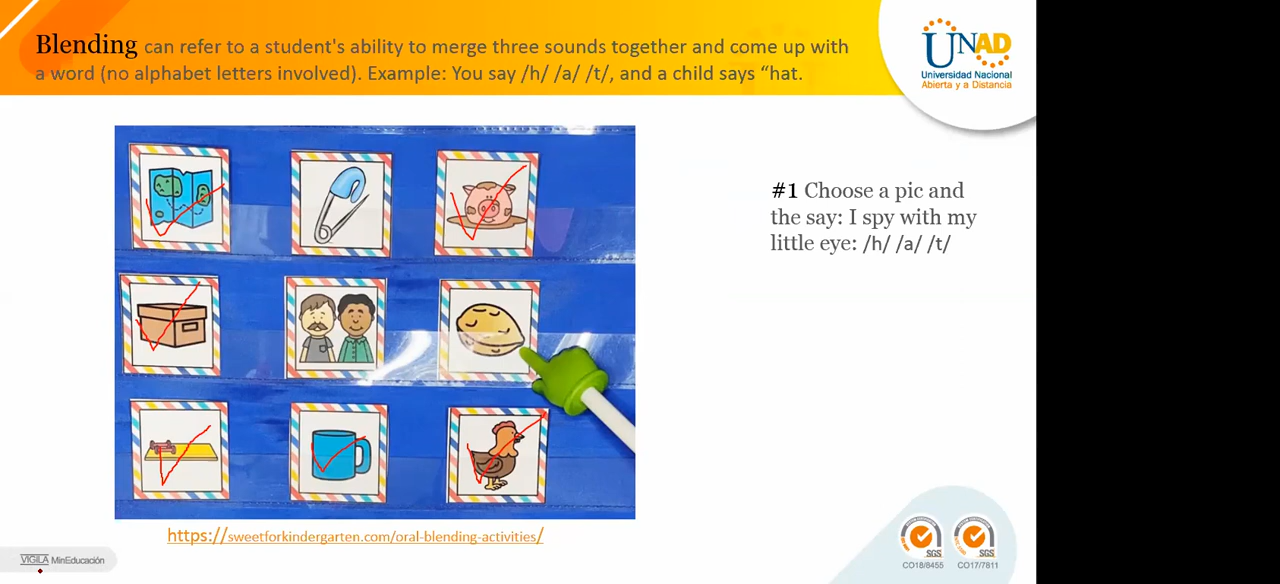 Blending can refer to a student's ability to merge three sounds together and come up with
a word (no alphabet letters involved). Example: You say /h/ /a/ /t/, and a child says “hat.
UNAD
Universidad Nacional
Abierta y a Distancia
#1 Choose a pic and
the say: I spy with my
little eye: /h/ /a/ /t/
https://sweetforkindergarten.com/oral-blending-activities/
VIGILA MinEducación
SGS
SGS
CO18/8455
CO17/7811